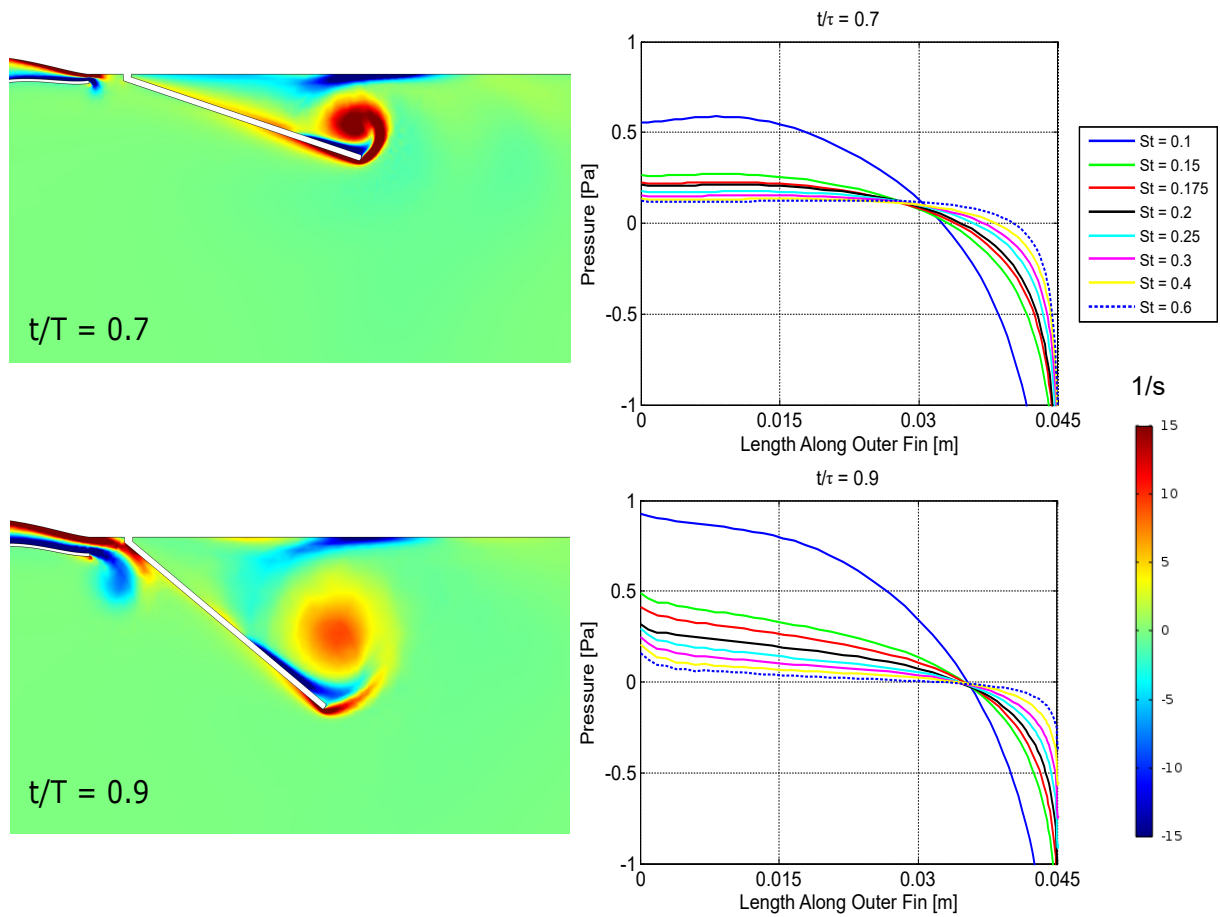 t/τ = 0.7
1
0.5
0
-0.5
-1
Pressure [Pa]
0
0.015
0.03
0.045
Length Along Outer Fin [m]
t/T = 0.7
St = 0.1
St = 0.15
St = 0.175
St = 0.2
St = 0.25
St = 0.3
St = 0.4
St = 0.6
1/s
15
10
5
0
-5
-10
-15
t/τ = 0.9
1
0.5
0
-0.5
-1
Pressure [Pa]
0
0.015
0.03
0.045
Length Along Outer Fin [m]
t/T = 0.9